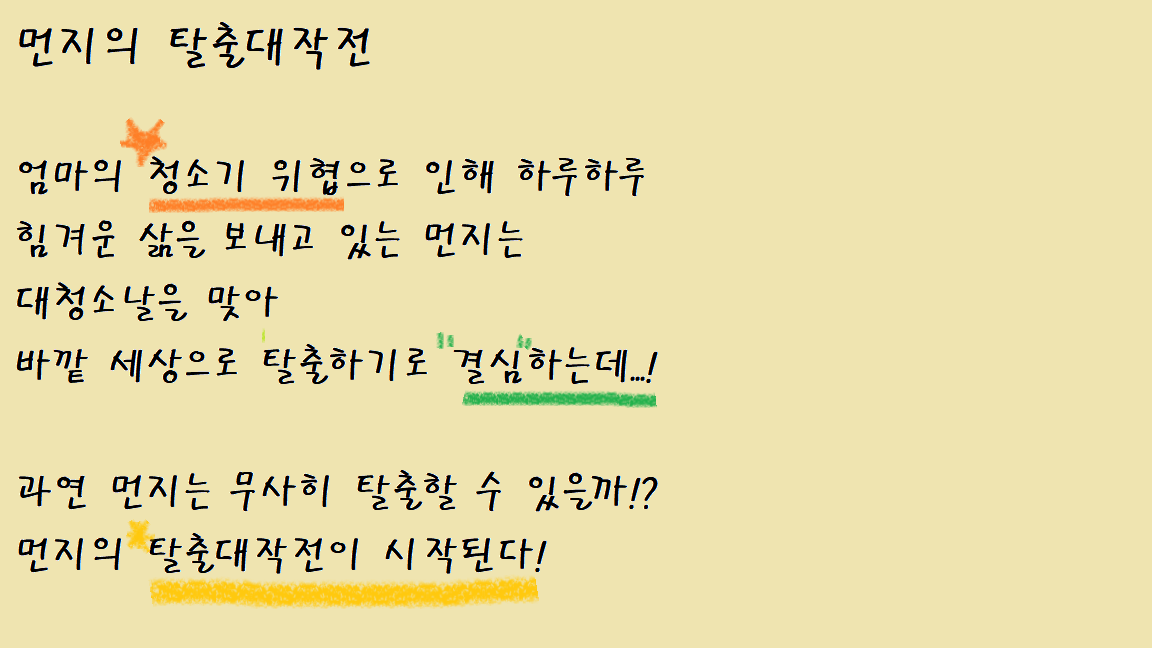 먼지의 탈출대작전
엄마의 청소기 위협으로 인해 하루하루
힘겨운 삶을 보내고 있는 먼지는
대청소날을 맞아
바깥 세상으로 탈출하기로 "결심"하는데...!
과연 먼지는 무사히 탈출할 수 있을까!?
먼지의 탈출대작전이 시작된다!